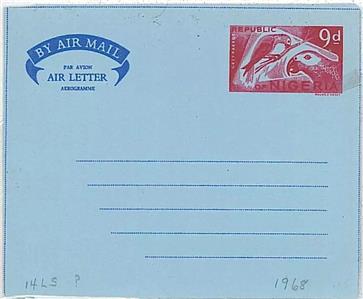 BY AIR MAIL
PAR AVION
AIR LETTER
AEROGRAMME
REPUBLIC
9d
OF NIGERIA
14LS ?
1968